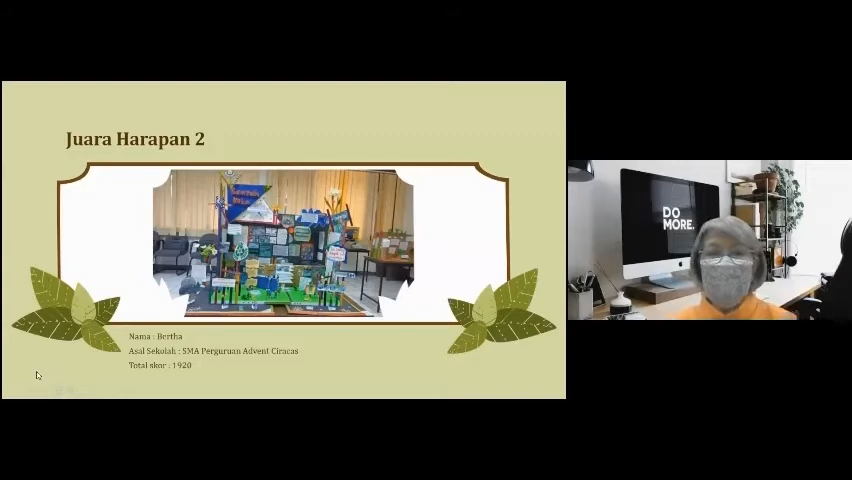 Juara Harapan 2
Nama : Bertha
Asal Sekolah : SMA Perguruan Advent Ciracas
Total skor : 1920
DO
MORE.